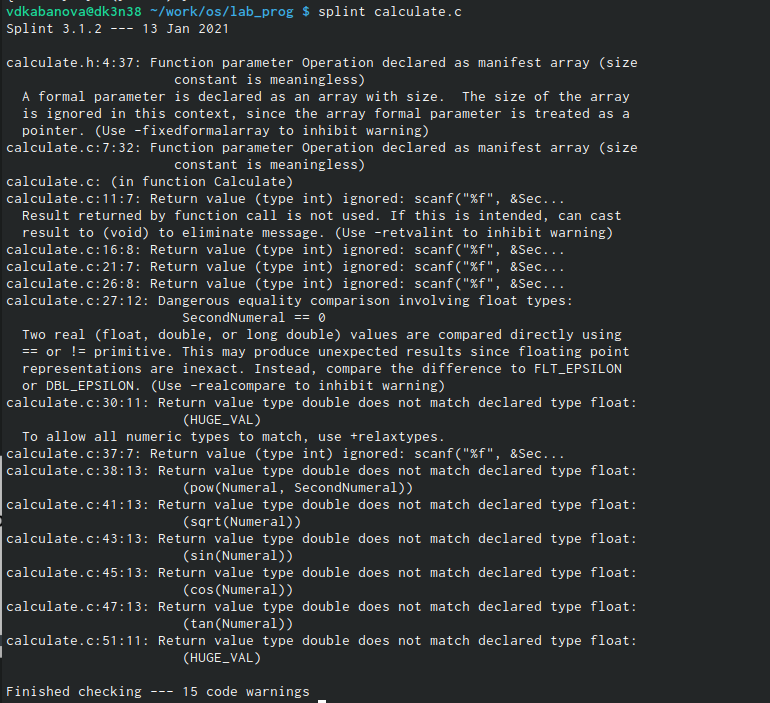 vdkabanova@dk3n38 ~/work/os/lab_prog $ splint calculate.c
Splint 3.1.2 --- 13 Jan 2021

calculate.h:4:37: Function parameter Operation declared as manifest array (size
                     constant is meaningless)
  A formal parameter is declared as an array with size.  The size of the array
  is ignored in this context, since the array formal parameter is treated as a
  pointer. (Use -fixedformalarray to inhibit warning)
calculate.c:7:32: Function parameter Operation declared as manifest array (size
                     constant is meaningless)
calculate.c: (in function Calculate)
calculate.c:11:7: Return value (type int) ignored: scanf("%f", &Sec...
  Result returned by function call is not used. If this is intended, can cast
  result to (void) to eliminate message. (Use -retvalint to inhibit warning)
calculate.c:16:8: Return value (type int) ignored: scanf("%f", &Sec...
calculate.c:21:7: Return value (type int) ignored: scanf("%f", &Sec...
calculate.c:26:8: Return value (type int) ignored: scanf("%f", &Sec...
calculate.c:27:12: Dangerous equality comparison involving float types:
                      SecondNumeral == 0
  Two real (float, double, or long double) values are compared directly using
  == or != primitive. This may produce unexpected results since floating point
  representations are inexact. Instead, compare the difference to FLT_EPSILON
  or DBL_EPSILON. (Use -realcompare to inhibit warning)
calculate.c:30:11: Return value type double does not match declared type float:
                      (HUGE_VAL)
  To allow all numeric types to match, use +relaxtypes.
calculate.c:37:7: Return value (type int) ignored: scanf("%f", &Sec...
calculate.c:38:13: Return value type double does not match declared type float:
                      (pow(Numeral, SecondNumeral))
calculate.c:41:13: Return value type double does not match declared type float:
                      (sqrt(Numeral))
calculate.c:43:13: Return value type double does not match declared type float:
                      (sin(Numeral))
calculate.c:45:13: Return value type double does not match declared type float:
                      (cos(Numeral))
calculate.c:47:13: Return value type double does not match declared type float:
                      (tan(Numeral))
calculate.c:51:11: Return value type double does not match declared type float:
                      (HUGE_VAL)

Finished checking --- 15 code warnings